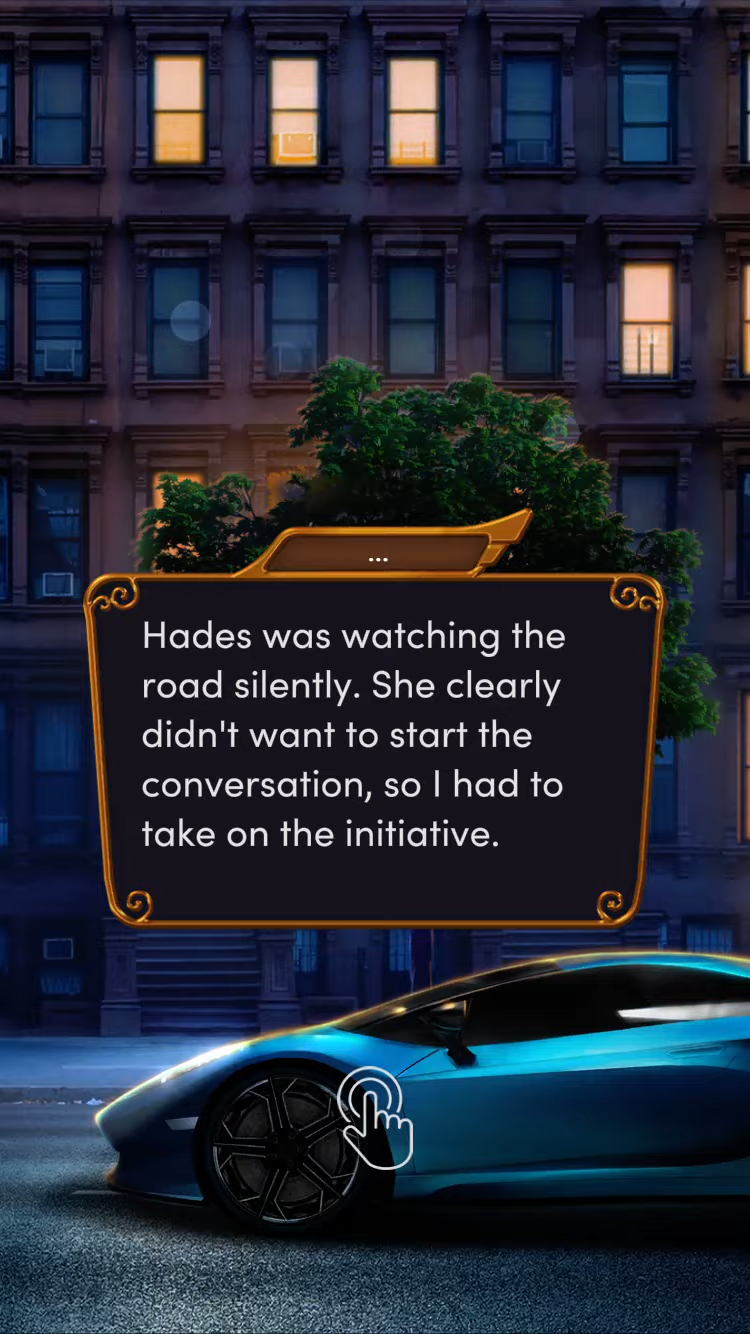 ...
Hades was watching the
road silently. She clearly
didn't want to start the
conversation, so I had to
take on the initiative.